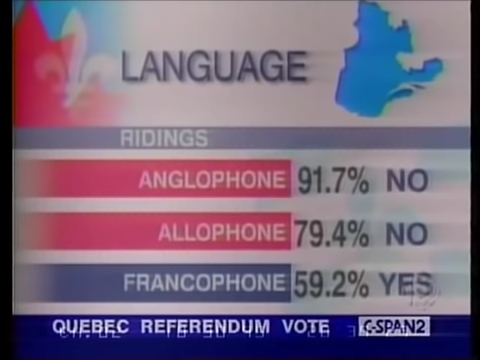 LANGUAGE
RIDINGS
ANGLOPHONE 91.7% NO
ALLOPHONE 79.4% NO
FRANCOPHONE 59.2% YES
QUEBEC REFERENDUM VOTE C-SPAN2